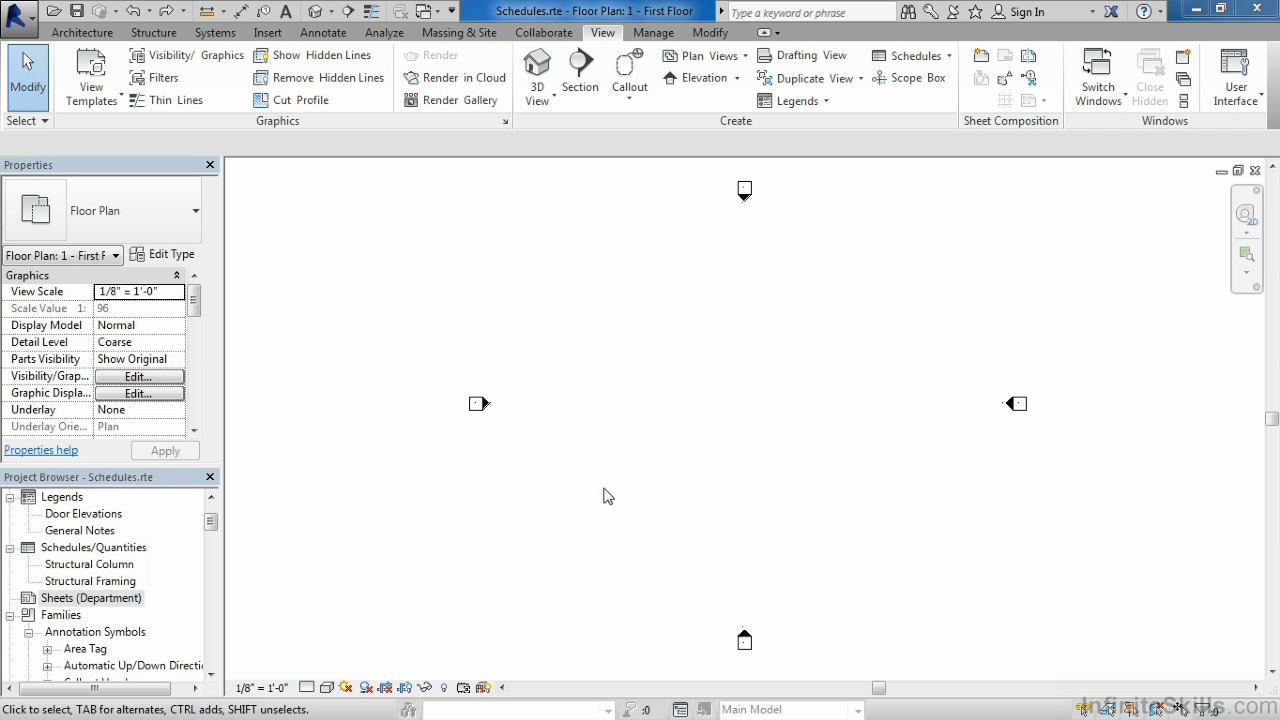 Schedules.rte - Floor Plan: 1 - First Floor
Type a keyword or phrase
Sign In
Architecture Structure Systems Insert Annotate Analyze Massing & Site Collaborate View Manage Modify
Modify
Select
View Templates
Visibility/ Graphics
Filters
Thin Lines
Show Hidden Lines
Remove Hidden Lines
Cut Profile
Graphics
Render
Render in Cloud
Render Gallery
3D View
Section
Callout
Plan Views
Elevation
Drafting View
Duplicate View
Legends
Schedules
Scope Box
Create
Sheet Composition
Switch Windows
Close Hidden
User Interface
Windows
Properties
Floor Plan
Floor Plan: 1 - First F
Edit Type
Graphics
View Scale 1/8" = 1'-0"
Scale Value 1: 96
Display Model Normal
Detail Level Coarse
Parts Visibility Show Original
Visibility/Grap... Edit...
Graphic Displa... Edit...
Underlay None
Underlay Orie... Plan
Properties help Apply
Project Browser - Schedules.rte
Legends
Door Elevations
General Notes
Schedules/Quantities
Structural Column
Structural Framing
Sheets (Department)
Families
Annotation Symbols
Area Tag
Automatic Up/Down Directi
2D
1/8" = 1'-0"
Click to select, TAB for alternates, CTRL adds, SHIFT unselects.
:0
Main Model
InfiniteSkills.com